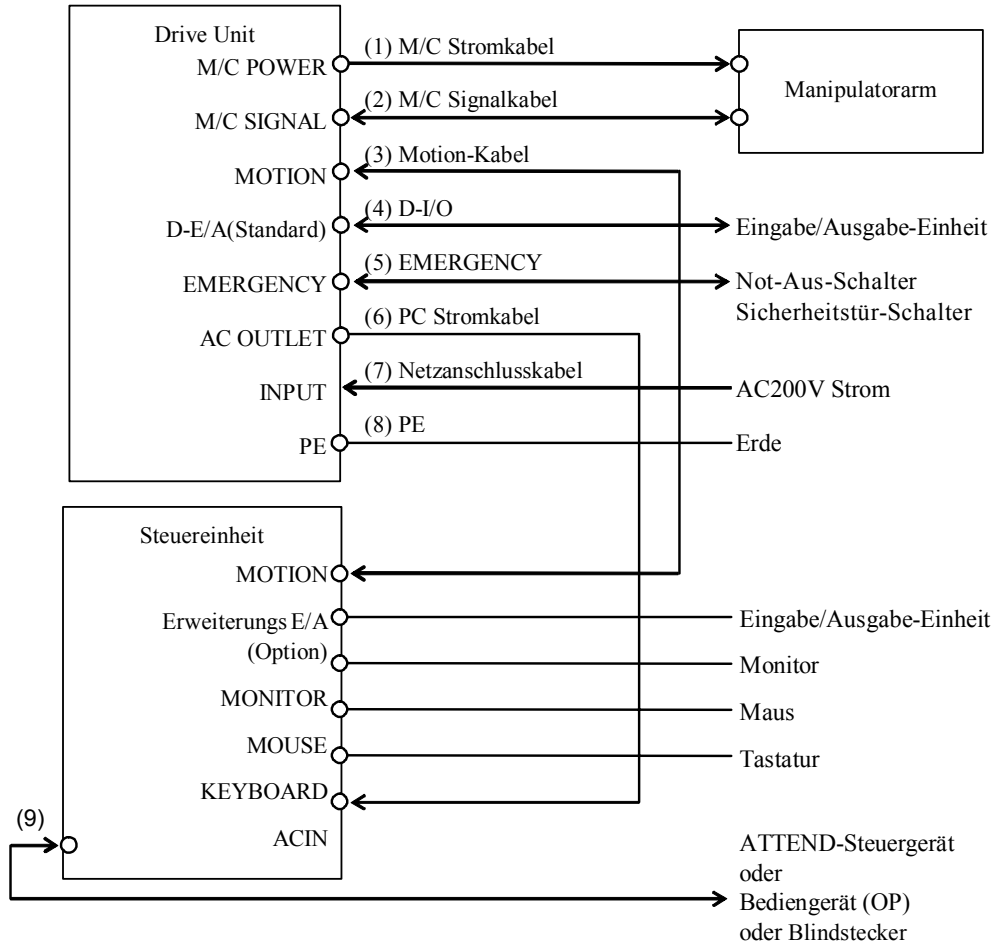 Drive Unit
M/C POWER
(1) M/C Stromkabel
Manipulatorarm
M/C SIGNAL
(2) M/C Signalkabel
MOTION
(3) Motion-Kabel
D-E/A(Standard)
(4) D-I/O
Eingabe/Ausgabe-Einheit
EMERGENCY
(5) EMERGENCY
Not-Aus-Schalter
Sicherheitstür-Schalter
AC OUTLET
(6) PC Stromkabel
INPUT
(7) Netzanschlusskabel
AC200V Strom
PE
(8) PE
Erde
Steuereinheit
MOTION
Erweiterungs E/A
(Option)
Eingabe/Ausgabe-Einheit
Monitor
MONITOR
Maus
MOUSE
Tastatur
KEYBOARD
ACIN
(9)
ATTEND-Steuergerät
oder
Bediengerät (OP)
oder Blindstecker